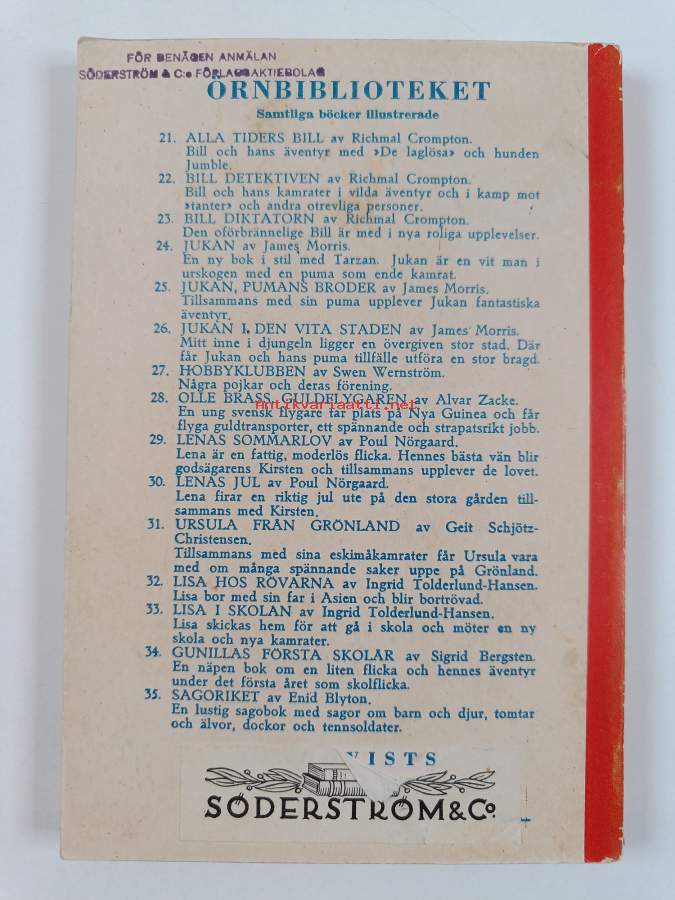 FÖR BENÄGEN ANMÄLAN
SÖDERSTRÖM & C:o FÖRLAGSAKTIEBOLAG
ÖRNBIBLIOTEKET
Samtliga böcker illustrerade
21. ALLA TIDERS BILL av Richmal Crompton.
Bill och hans äventyr med »De laglösa» och hunden
Jumble.
22. BILL DETEKTIVEN av Richmal Crompton.
Bill och hans kamrater i vilda äventyr och i kamp mot
»tanter» och andra otrevliga personer.
23. BILL DIKTATORN av Richmal Crompton.
Den oförbrännelige Bill är med i nya roliga upplevelser.
24. JUKAN av James Morris.
En ny bok i stil med Tarzan. Jukan är en vit man i
urskogen med en puma som ende kamrat.
25. JUKAN, PUMANS BRODER av James Morris.
Tillsammans med sin puma upplever Jukan fantastiska
äventyr.
26. JUKAN I DEN VITA STADEN av James Morris.
Mitt inne i djungeln ligger en övergiven stor stad. Där
får Jukan och hans puma tillfälle utföra en stor bragd.
27. HOBBYKLUBBEN av Swen Wernström.
Några pojkar och deras förening.
28. OLLE BRASS, GULDFLYGAREN av Alvar Zacke.
antikvariaatti.net
En ung svensk flygare tar plats på Nya Guinea och får
flyga guldtransporter, ett spännande och strapatsrikt jobb.
29. LENAS SOMMARLOV av Poul Nörgaard.
Lena är en fattig, moderlös flicka. Hennes bästa vän blir
godsägarens Kirsten och tillsammans upplever de lovet.
30. LENAS JUL av Poul Nörgaard.
Lena firar en riktig jul ute på den stora gården till-
sammans med Kirsten.
31. URSULA FRÅN GRÖNLAND av Geit Schjötz-
Christensen.
Tillsammans med sina eskimåkamrater får Ursula vara
med om många spännande saker uppe på Grönland.
32. LISA HOS RÖVARNA av Ingrid Tolderlund-Hansen.
Lisa bor med sin far i Asien och blir bortrövad.
33. LISA I SKOLAN av Ingrid Tolderlund-Hansen.
Lisa skickas hem för att gå i skola och möter en ny
skola och nya kamrater.
34. GUNILLAS FÖRSTA SKOLÅR av Sigrid Bergsten.
En näpen bok om en liten flicka och hennes äventyr
under det första året som skolflicka.
35. SAGORIKET av Enid Blyton.
En lustig sagobok med sagor om barn och djur, tomtar
och älvor, dockor och tennsoldater.
VISTS
SÖDERSTRÖM & Co.